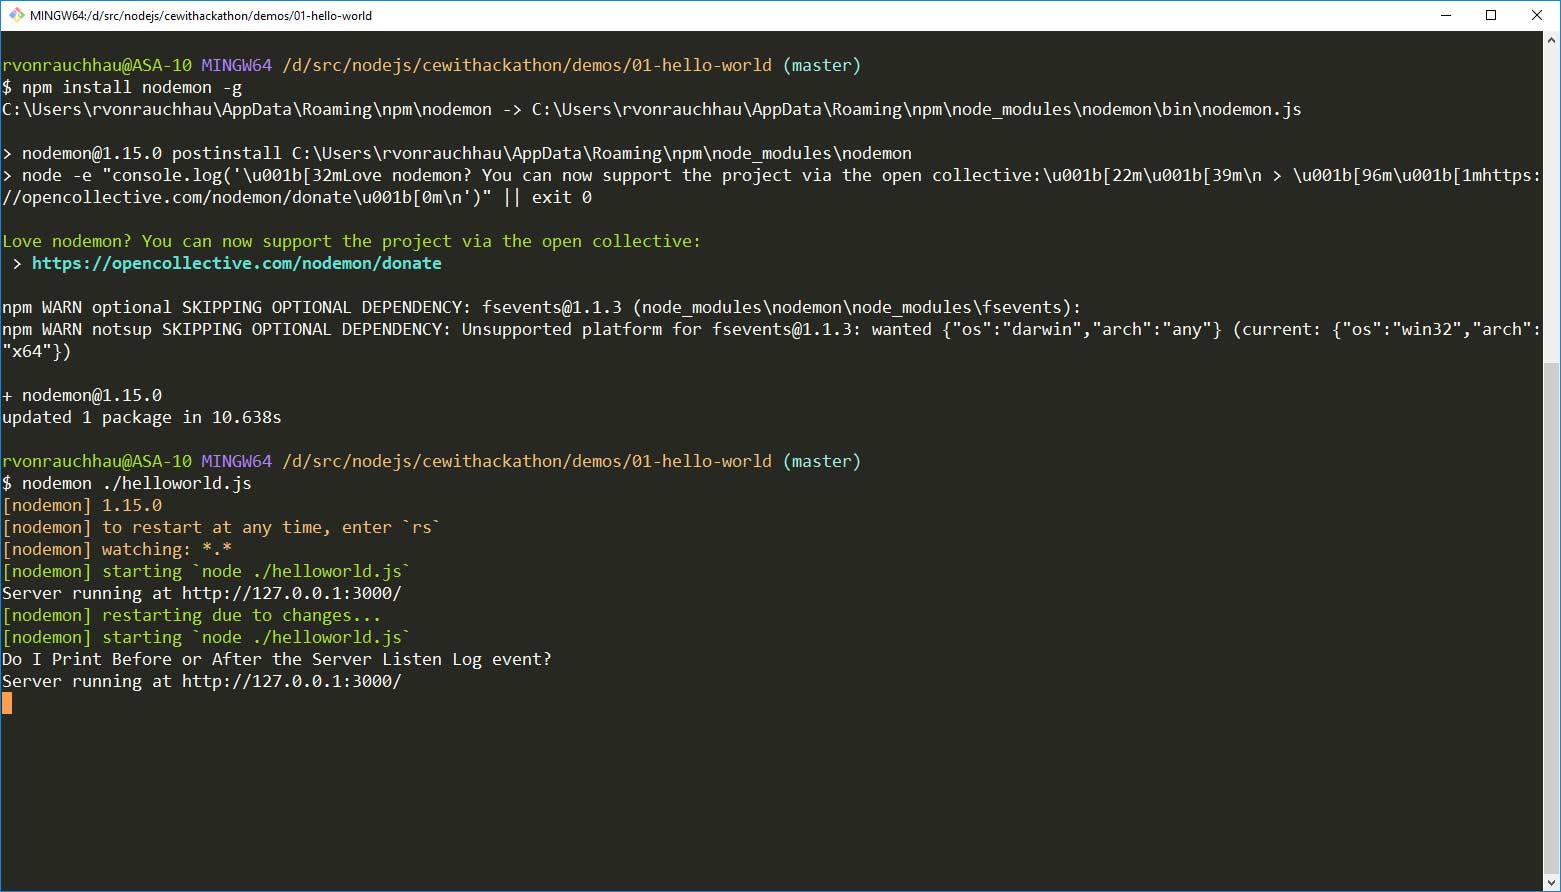 MINGW64:/d/src/nodejs/cewithackathon/demos/01-hello-world
rvonrauchhau@ASA-10 MINGW64 /d/src/nodejs/cewithackathon/demos/01-hello-world (master)
$ npm install nodemon -g
C:\Users\rvonrauchhau\AppData\Roaming\npm\nodemon -> C:\Users\rvonrauchhau\AppData\Roaming\npm\node_modules\nodemon\bin\nodemon.js
> nodemon@1.15.0 postinstall C:\Users\rvonrauchhau\AppData\Roaming\npm\node_modules\nodemon
> node -e "console.log('\u001b[32mLove nodemon? You can now support the project via the open collective:\u001b[22m\u001b[39m\n > \u001b[96m\u001b[1mhttps:
//opencollective.com/nodemon/donate\u001b[0m\n')" || exit 0
Love nodemon? You can now support the project via the open collective:
 > https://opencollective.com/nodemon/donate
npm WARN optional SKIPPING OPTIONAL DEPENDENCY: fsevents@1.1.3 (node_modules\nodemon\node_modules\fsevents):
npm WARN notsup SKIPPING OPTIONAL DEPENDENCY: Unsupported platform for fsevents@1.1.3: wanted {"os":"darwin","arch":"any"} (current: {"os":"win32","arch":
"x64"})
+ nodemon@1.15.0
updated 1 package in 10.638s
rvonrauchhau@ASA-10 MINGW64 /d/src/nodejs/cewithackathon/demos/01-hello-world (master)
$ nodemon ./helloworld.js
[nodemon] 1.15.0
[nodemon] to restart at any time, enter `rs`
[nodemon] watching: *.*
[nodemon] starting `node ./helloworld.js`
Server running at http://127.0.0.1:3000/
[nodemon] restarting due to changes...
[nodemon] starting `node ./helloworld.js`
Do I Print Before or After the Server Listen Log event?
Server running at http://127.0.0.1:3000/